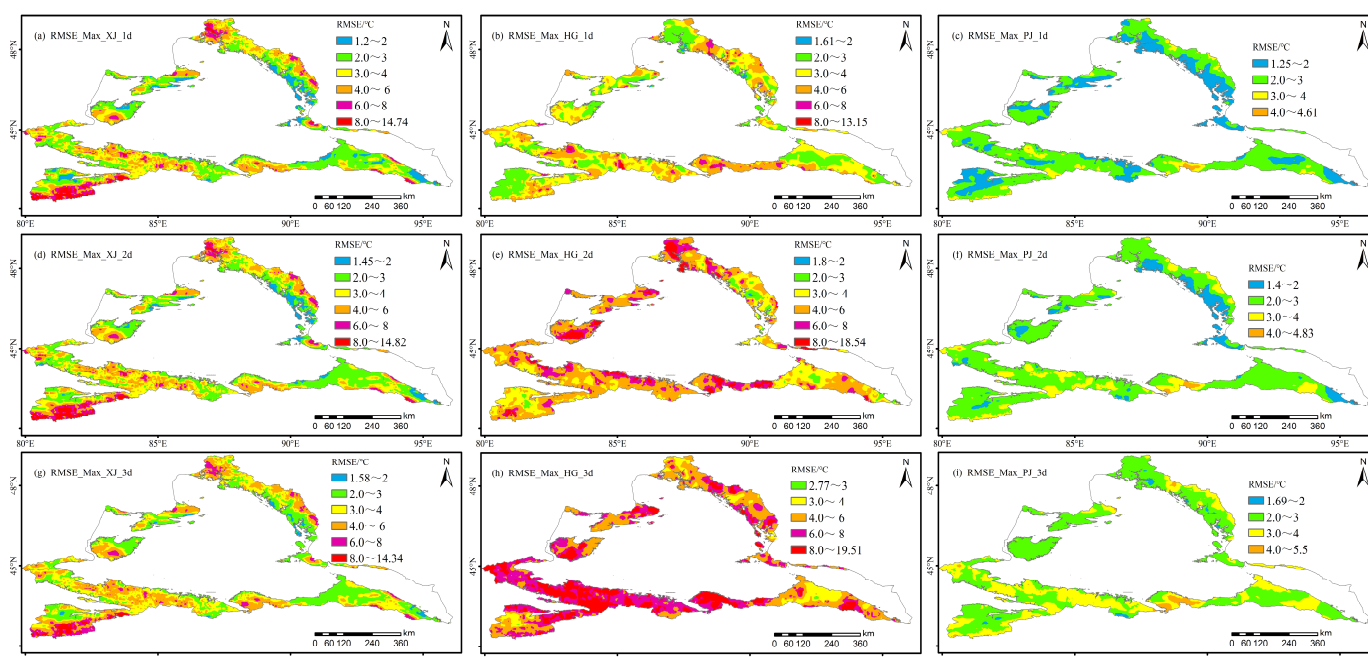 (a) RMSE_Max_XJ_1d
RMSE/°C
1.2～2
2.0～3
3.0～4
4.0～6
6.0～8
8.0～14.74
N
48°N
45°N
0 60 120 240 360
km
(b) RMSE_Max_HG_1d
RMSE/°C
1.61～2
2.0～3
3.0～4
4.0～6
6.0～8
8.0～13.15
N
0 60 120 240 360
km
(c) RMSE_Max_PJ_1d
RMSE/°C
1.25～2
2.0～3
3.0～ 4
4.0～4.61
N
48°N
45°N
0 60 120 240 360
km
80°E 85°E 90°E 95°E
80°E 85°E 90°E 95°E
80°E 85°E 90°E 95°E
(d) RMSE_Max_XJ_2d
RMSE/°C
1.45～2
2.0～3
3.0～4
4.0～6
6.0～8
8.0～14.82
N
48°N
45°N
0 60 120 240 360
km
(e) RMSE_Max_HG_2d
RMSE/°C
1.8～2
2.0～3
3.0～ 4
4.0～6
6.0～ 8
8.0～18.54
N
0 60 120 240 360
km
(f) RMSE_Max_PJ_2d
RMSE/°C
1.4～2
2.0～3
3.0～4
4.0～4.83
N
48°N
45°N
0 60 120 240 360
km
80°E 85°E 90°E 95°E
80°E 85°E 90°E 95°E
80°E 85°E 90°E 95°E
(g) RMSE_Max_XJ_3d
RMSE/°C
1.58～2
2.0～3
3.0～4
4.0～ 6
6.0～8
8.0～14.34
N
48°N
45°N
0 60 120 240 360
km
(h) RMSE_Max_HG_3d
RMSE/°C
2.77～3
3.0～ 4
4.0～ 6
6.0～ 8
8.0～19.51
N
48°N
45°N
0 60 120 240 360
km
(i) RMSE_Max_PJ_3d
RMSE/°C
1.69～2
2.0～3
3.0～4
4.0～5.5
N
48°N
45°N
0 60 120 240 360
km